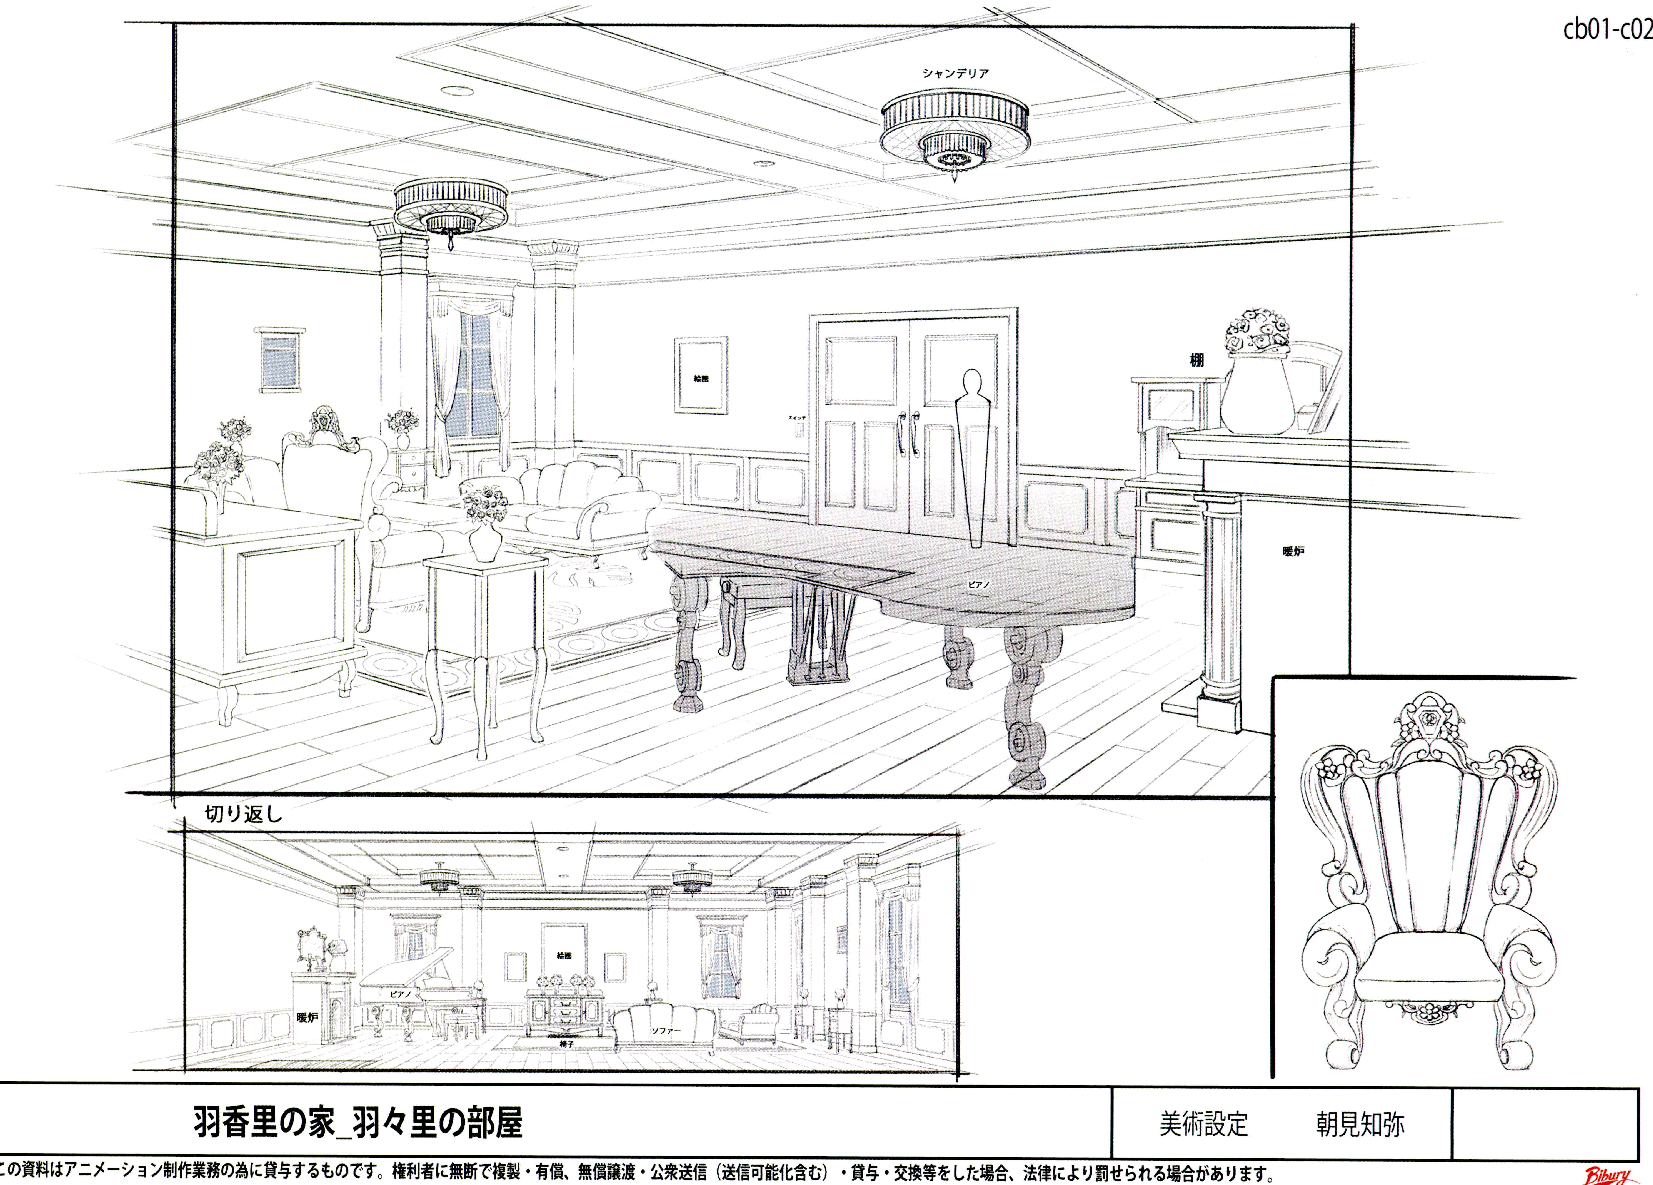 cb01-c02
シャンデリア
絵画
スイッチ
棚
ピアノ
暖炉
切り返し
絵画
ピアノ
暖炉
ソファー
椅子
羽香里の家_羽々里の部屋
美術設定 朝見知弥
この資料はアニメーション制作業務の為に貸与するものです。権利者に無断で複製・有償、無償譲渡・公衆送信（送信可能化含む）・貸与・交換等をした場合、法律により罰せられる場合があります。
Bibury